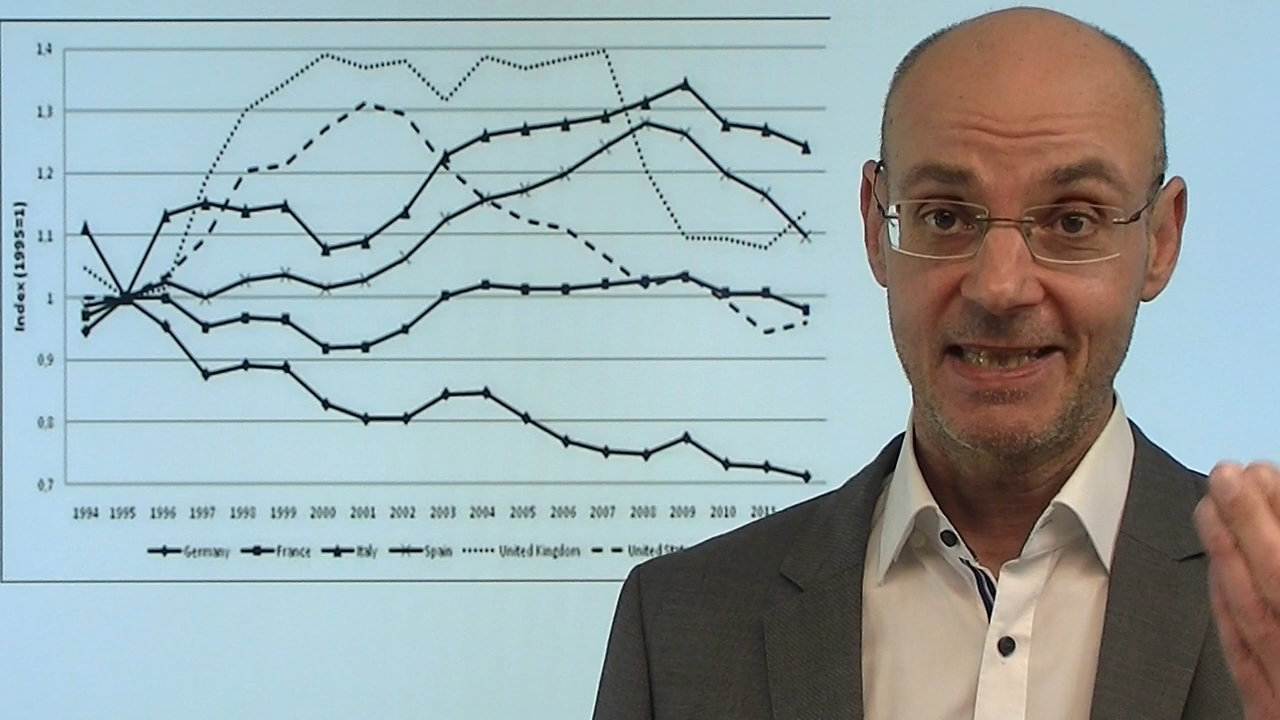 1,4
1,3
1,2
1,1
1
0,9
0,8
0,7
Index (1995=1)
1994 1995 1996 1997 1998 1999 2000 2001 2002 2003 2004 2005 2006 2007 2008 2009 2010 2011
Germany France Italy Spain United Kingdom United